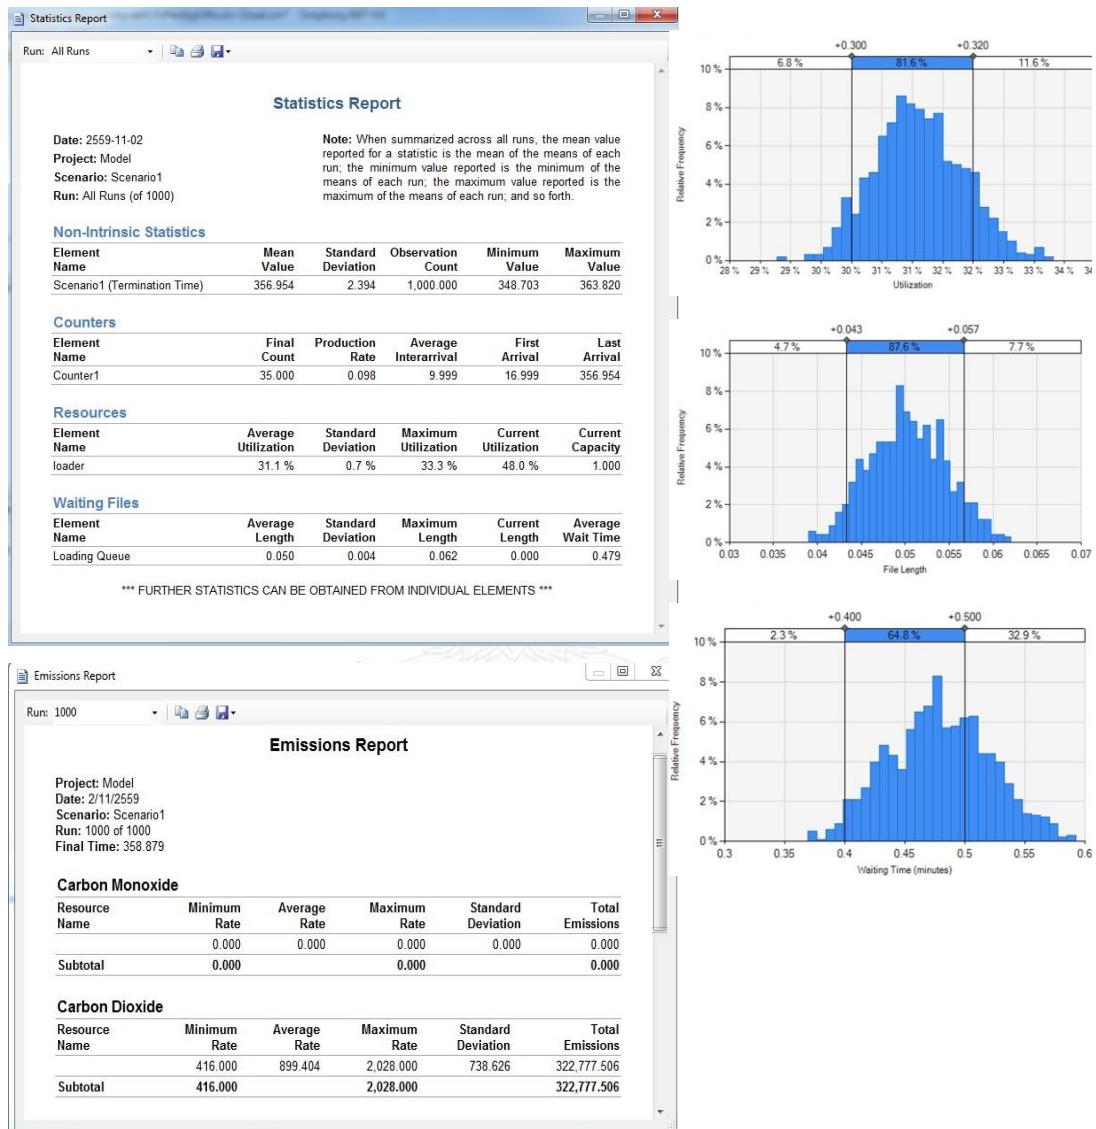 Statistics Report
Run: All Runs
Statistics Report
Date: 2559-11-02
Project: Model
Scenario: Scenario1
Run: All Runs (of 1000)
Note: When summarized across all runs, the mean value
reported for a statistic is the mean of the means of each
run; the minimum value reported is the minimum of the
means of each run; the maximum value reported is the
maximum of the means of each run; and so forth.
Non-Intrinsic Statistics
Element Mean Standard Observation Minimum Maximum
Name Value Deviation Count Value Value
Scenario1 (Termination Time) 356.954 2.394 1,000.000 348.703 363.820
Counters
Element Final Production Average First Last
Name Count Rate Interarrival Arrival Arrival
Counter1 35.000 0.098 9.999 16.999 356.954
Resources
Element Average Standard Maximum Current Current
Name Utilization Deviation Utilization Utilization Capacity
loader 31.1 % 0.7 % 33.3 % 48.0 % 1.000
Waiting Files
Element Average Standard Maximum Current Average
Name Length Deviation Length Length Wait Time
Loading Queue 0.050 0.004 0.062 0.000 0.479
*** FURTHER STATISTICS CAN BE OBTAINED FROM INDIVIDUAL ELEMENTS ***
+0.300 +0.320
6.8 % 81.6 % 11.6 %
10 %
8 %
6 %
4 %
2 %
0 %
Relative Frequency
28 % 29 % 29 % 30 % 30 % 31 % 31 % 32 % 32 % 33 % 33 % 34 % 34
Utilization
+0.043 +0.057
4.7 % 87.6 % 7.7 %
10 %
8 %
6 %
4 %
2 %
0 %
Relative Frequency
0.03 0.035 0.04 0.045 0.05 0.055 0.06 0.065 0.07
File Length
+0.400 +0.500
2.3 % 64.8 % 32.9 %
10 %
8 %
6 %
4 %
2 %
0 %
Relative Frequency
0.3 0.35 0.4 0.45 0.5 0.55 0.6
Waiting Time (minutes)
Emissions Report
Run: 1000
Emissions Report
Project: Model
Date: 2/11/2559
Scenario: Scenario1
Run: 1000 of 1000
Final Time: 358.879
Carbon Monoxide
Resource Minimum Average Maximum Standard Total
Name Rate Rate Rate Deviation Emissions
0.000 0.000 0.000 0.000 0.000
Subtotal 0.000 0.000 0.000
Carbon Dioxide
Resource Minimum Average Maximum Standard Total
Name Rate Rate Rate Deviation Emissions
416.000 899.404 2,028.000 738.626 322,777.506
Subtotal 416.000 2,028.000 322,777.506